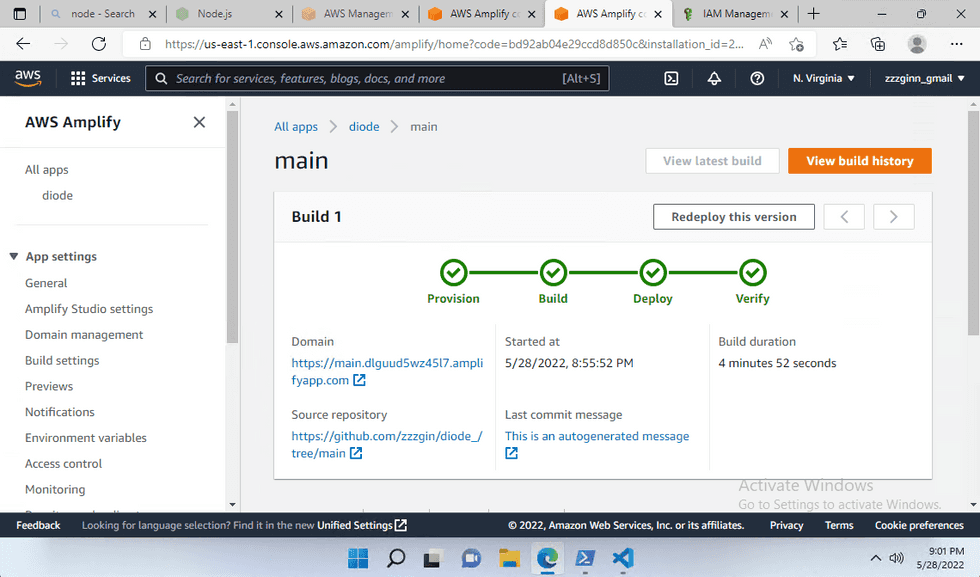 node - Search
Node.js
AWS Managem
AWS Amplify co
AWS Amplify co
IAM Managem
https://us-east-1.console.aws.amazon.com/amplify/home?code=bd92ab04e29ccd8d850c&installation_id=2...
aws
Services
Search for services, features, blogs, docs, and more
[Alt+S]
N. Virginia
zzzginn_gmail
AWS Amplify
All apps
diode
App settings
General
Amplify Studio settings
Domain management
Build settings
Previews
Notifications
Environment variables
Access control
Monitoring
All apps
diode
main
main
View latest build
View build history
Build 1
Redeploy this version
Provision
Build
Deploy
Verify
Domain
https://main.dlguud5wz45l7.ampli
fyapp.com
Started at
5/28/2022, 8:55:52 PM
Build duration
4 minutes 52 seconds
Source repository
https://github.com/zzzgin/diode_/
tree/main
Last commit message
This is an autogenerated message
Activate Windows
Go to Settings to activate Windows.
Feedback
Looking for language selection? Find it in the new Unified Settings
© 2022, Amazon Web Services, Inc. or its affiliates.
Privacy
Terms
Cookie preferences
9:01 PM
5/28/2022